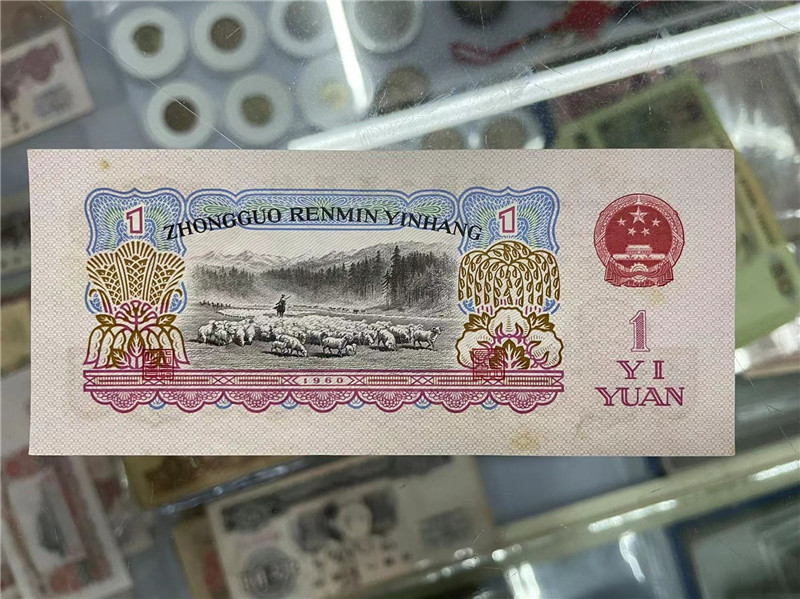 1
ZHONGGUO RENMIN YINHANG
1
1960
1
YI
YUAN